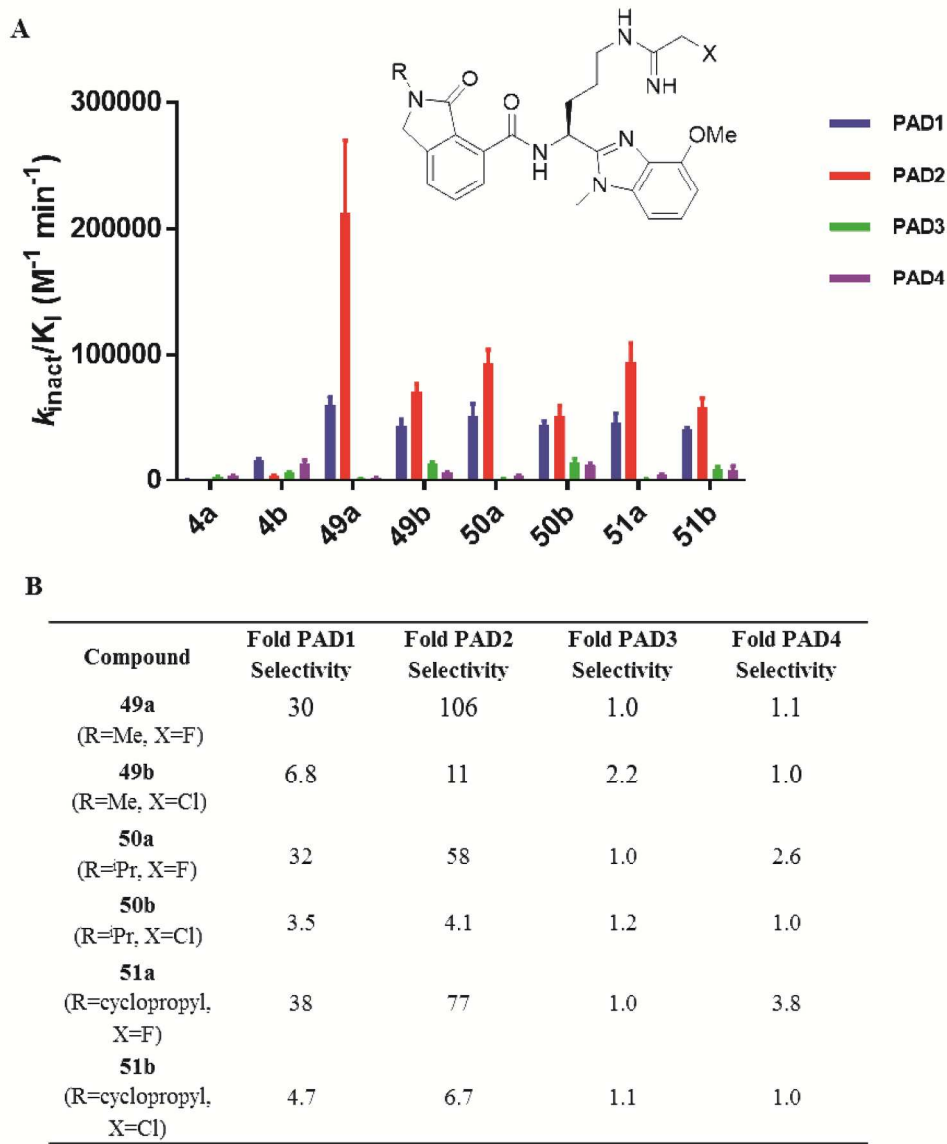 A
300000
200000
100000
0
kinact/KI (M-1 min-1)
4a 4b 49a 49b 50a 50b 51a 51b
R
N
O
O
N
H
N
N
OMe
H
N
NH
X
PAD1
PAD2
PAD3
PAD4
B
Compound Fold PAD1 Selectivity Fold PAD2 Selectivity Fold PAD3 Selectivity Fold PAD4 Selectivity
49a
(R=Me, X=F) 30 106 1.0 1.1
49b
(R=Me, X=Cl) 6.8 11 2.2 1.0
50a
(R=iPr, X=F) 32 58 1.0 2.6
50b
(R=iPr, X=Cl) 3.5 4.1 1.2 1.0
51a
(R=cyclopropyl,
X=F) 38 77 1.0 3.8
51b
(R=cyclopropyl,
X=Cl) 4.7 6.7 1.1 1.0